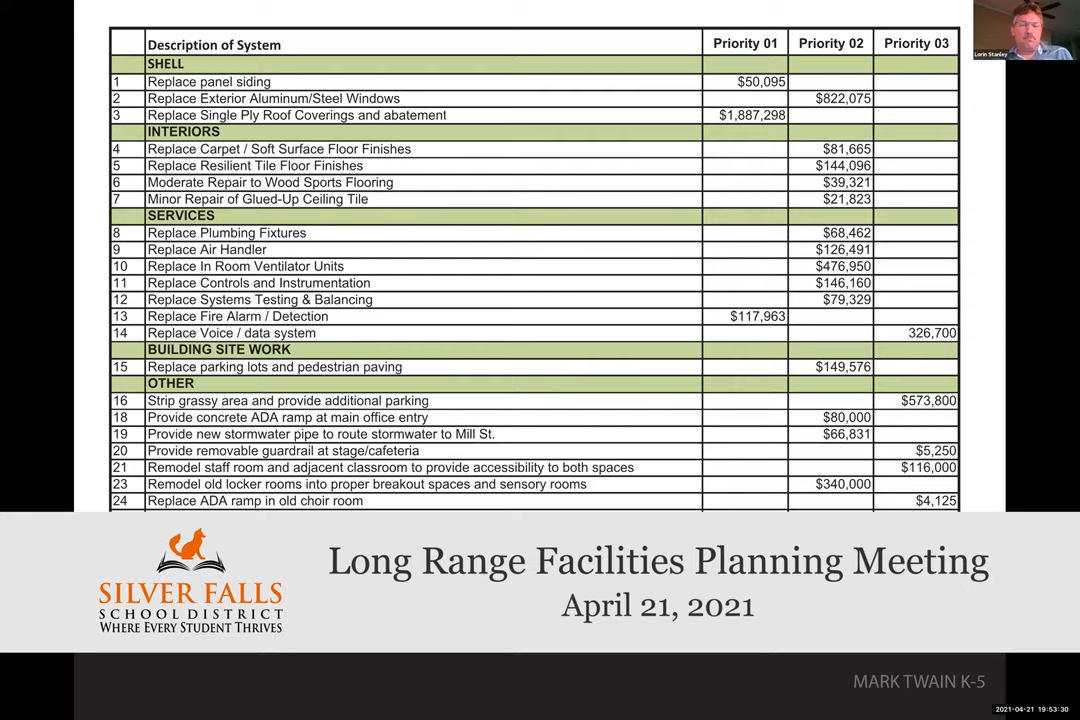 Description of System Priority 01 Priority 02 Priority 03
SHELL
1 Replace panel siding $50,095
2 Replace Exterior Aluminum/Steel Windows $822,075
3 Replace Single Ply Roof Coverings and abatement $1,887,298
INTERIORS
4 Replace Carpet / Soft Surface Floor Finishes $81,665
5 Replace Resilient Tile Floor Finishes $144,096
6 Moderate Repair to Wood Sports Flooring $39,321
7 Minor Repair of Glued-Up Ceiling Tile $21,823
SERVICES
8 Replace Plumbing Fixtures $68,462
9 Replace Air Handler $126,491
10 Replace In Room Ventilator Units $476,950
11 Replace Controls and Instrumentation $146,160
12 Replace Systems Testing & Balancing $79,329
13 Replace Fire Alarm / Detection $117,963
14 Replace Voice / data system 326,700
BUILDING SITE WORK
15 Replace parking lots and pedestrian paving $149,576
OTHER
16 Strip grassy area and provide additional parking $573,800
18 Provide concrete ADA ramp at main office entry $80,000
19 Provide new stormwater pipe to route stormwater to Mill St. $66,831
20 Provide removable guardrail at stage/cafeteria $5,250
21 Remodel staff room and adjacent classroom to provide accessibility to both spaces $116,000
23 Remodel old locker rooms into proper breakout spaces and sensory rooms $340,000
24 Replace ADA ramp in old choir room $4,125
Lorin Stanley
SILVER FALLS
SCHOOL DISTRICT
WHERE EVERY STUDENT THRIVES
Long Range Facilities Planning Meeting
April 21, 2021
MARK TWAIN K-5
2021-04-21 19:53:30